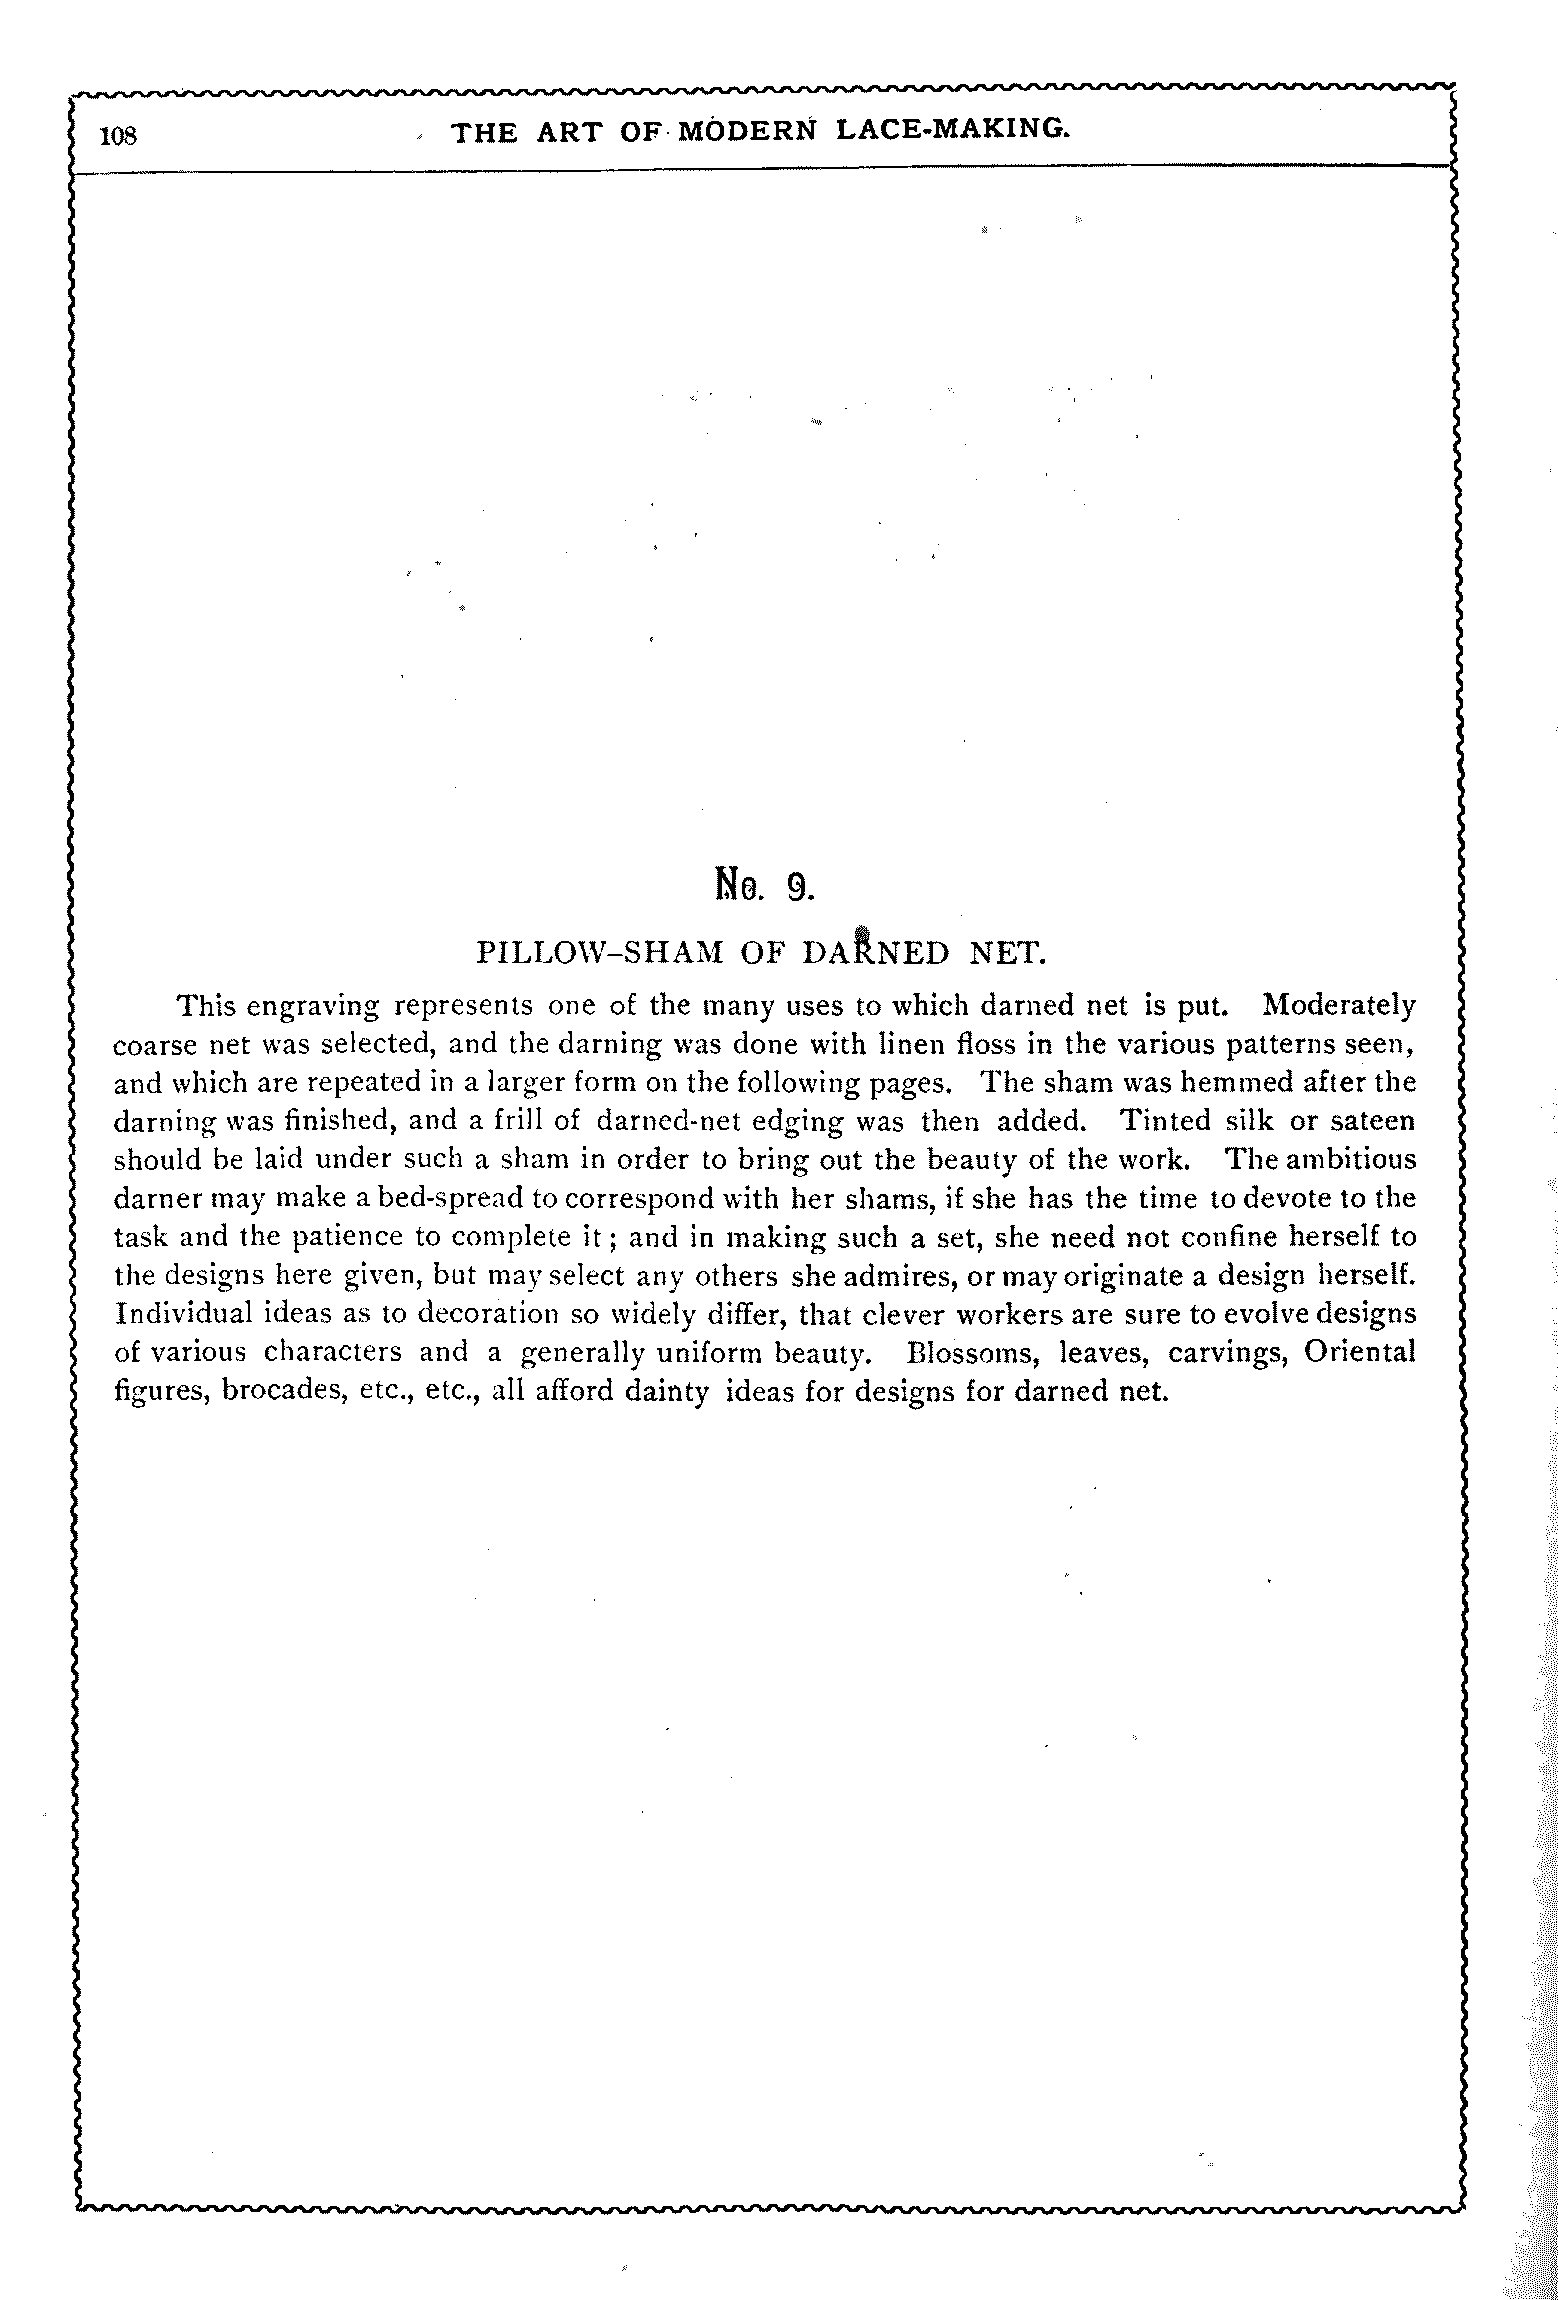 108 THE ART OF MODERN LACE-MAKING.
No. 9.
PILLOW-SHAM OF DARNED NET.
This engraving represents one of the many uses to which darned net is put. Moderately
coarse net was selected, and the darning was done with linen floss in the various patterns seen,
and which are repeated in a larger form on the following pages. The sham was hemmed after the
darning was finished, and a frill of darned-net edging was then added. Tinted silk or sateen
should be laid under such a sham in order to bring out the beauty of the work. The ambitious
darner may make a bed-spread to correspond with her shams, if she has the time to devote to the
task and the patience to complete it; and in making such a set, she need not confine herself to
the designs here given, but may select any others she admires, or may originate a design herself.
Individual ideas as to decoration so widely differ, that clever workers are sure to evolve designs
of various characters and a generally uniform beauty. Blossoms, leaves, carvings, Oriental
figures, brocades, etc., etc., all afford dainty ideas for designs for darned net.